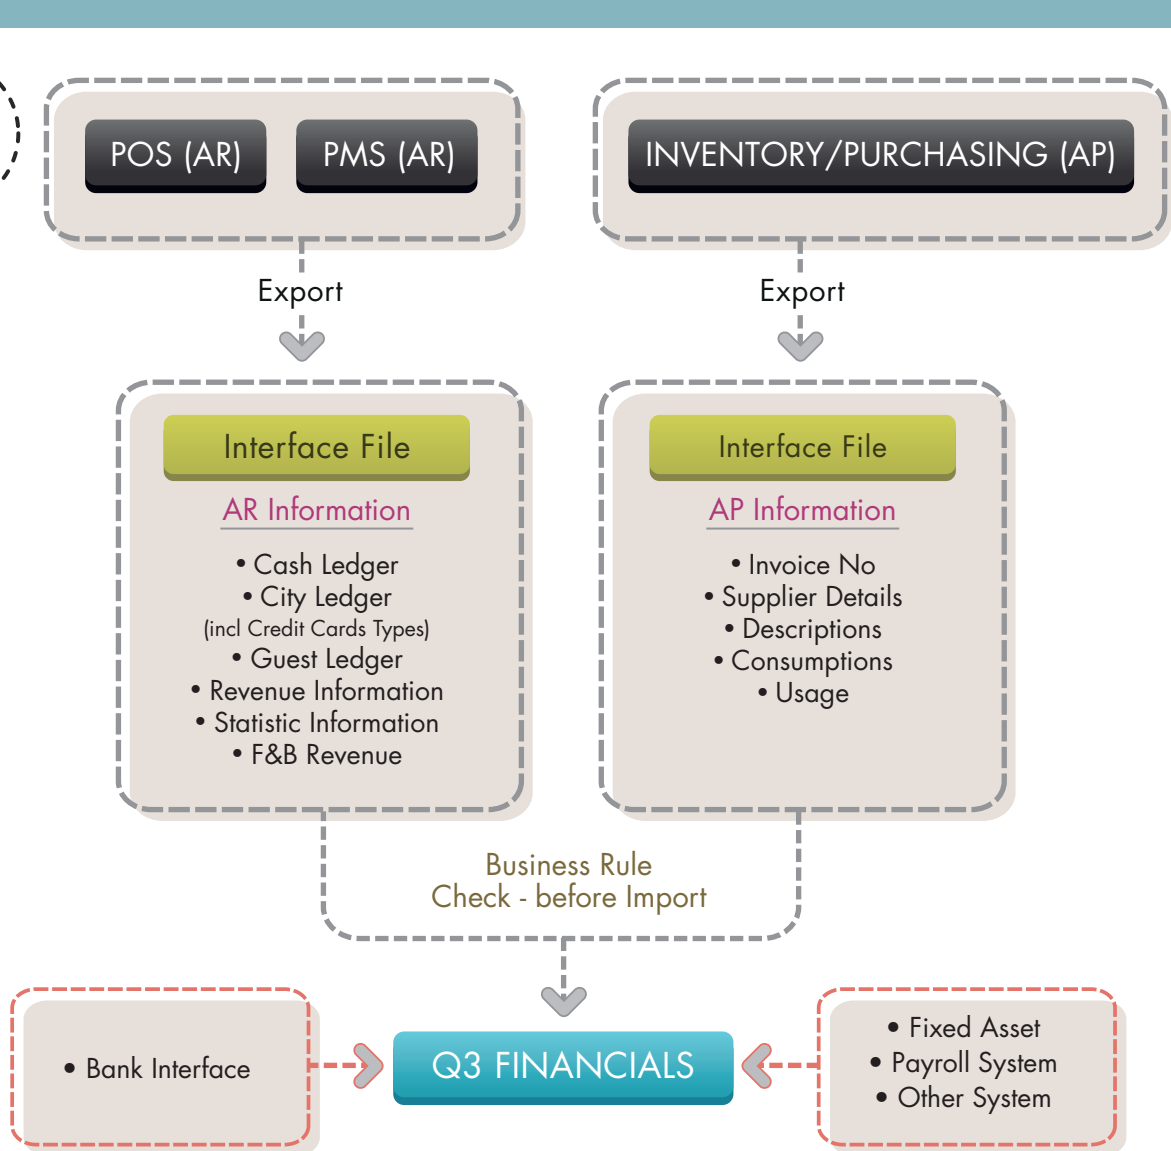 POS (AR)
PMS (AR)
INVENTORY/PURCHASING (AP)
Export
Export
Interface File
AR Information
• Cash Ledger
• City Ledger
(incl Credit Cards Types)
• Guest Ledger
• Revenue Information
• Statistic Information
• F&B Revenue
Interface File
AP Information
• Invoice No
• Supplier Details
• Descriptions
• Consumptions
• Usage
Business Rule
Check - before Import
• Bank Interface
Q3 FINANCIALS
• Fixed Asset
• Payroll System
• Other System